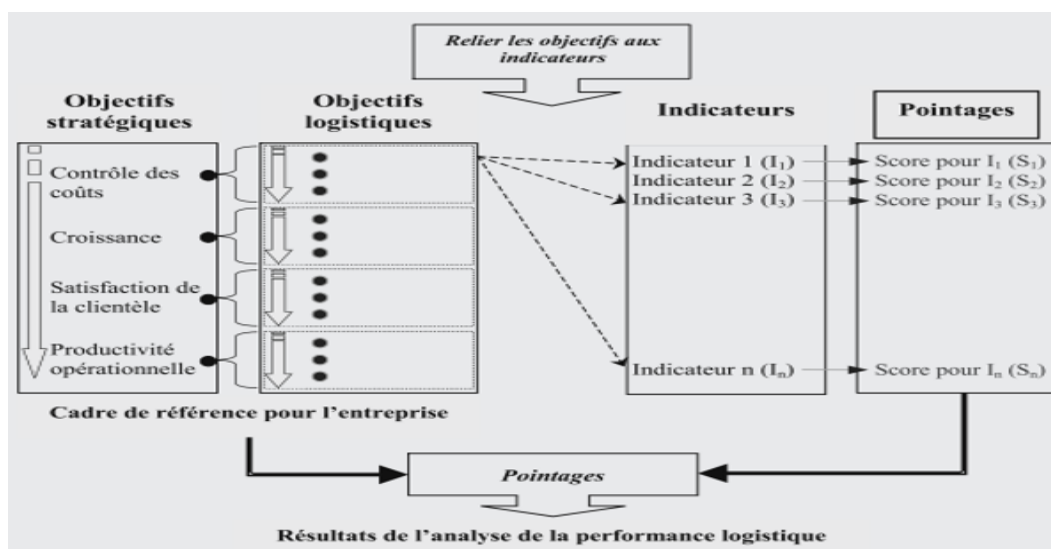 Relier les objectifs aux
indicateurs
Objectifs
stratégiques
Objectifs
logistiques
Indicateurs
Pointages
Contrôle des
coûts
Croissance
Satisfaction de
la clientèle
Productivité
opérationnelle
Indicateur 1 (I₁)
Indicateur 2 (I₂)
Indicateur 3 (I₃)
Indicateur n (Iₙ)
Score pour I₁ (S₁)
Score pour I₂ (S₂)
Score pour I₃ (S₃)
Score pour Iₙ (Sₙ)
Cadre de référence pour l’entreprise
Pointages
Résultats de l’analyse de la performance logistique